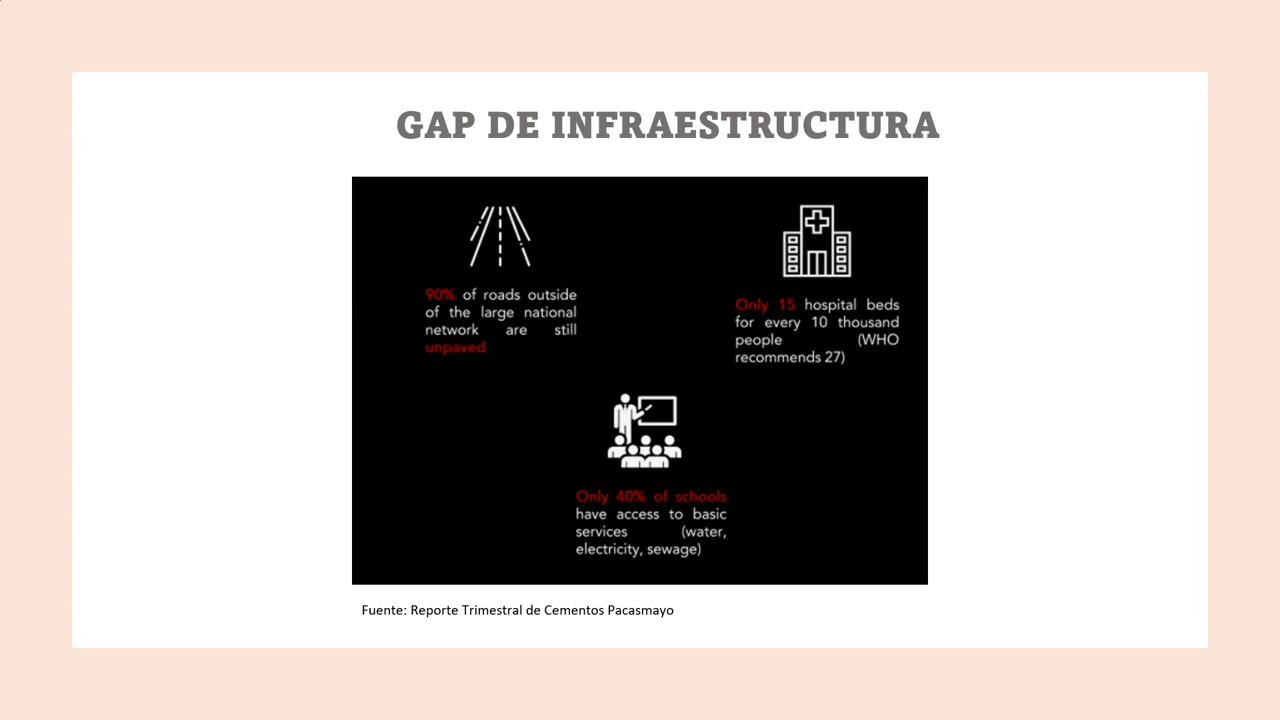 GAP DE INFRAESTRUCTURA
90% of roads outside
of the large national
network are still
unpaved
Only 15 hospital beds
for every 10 thousand
people (WHO
recommends 27)
Only 40% of schools
have access to basic
services (water,
electricity, sewage)
Fuente: Reporte Trimestral de Cementos Pacasmayo